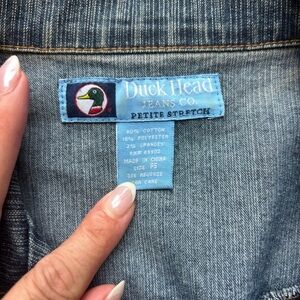 Duck Head
JEANS CO.
PETITE STRETCH
80% COTTON
18% POLYESTER
2% SPANDEX
RN#
MADE IN CHINA
SIZE PS
SEE REVERSE
FOR CARE